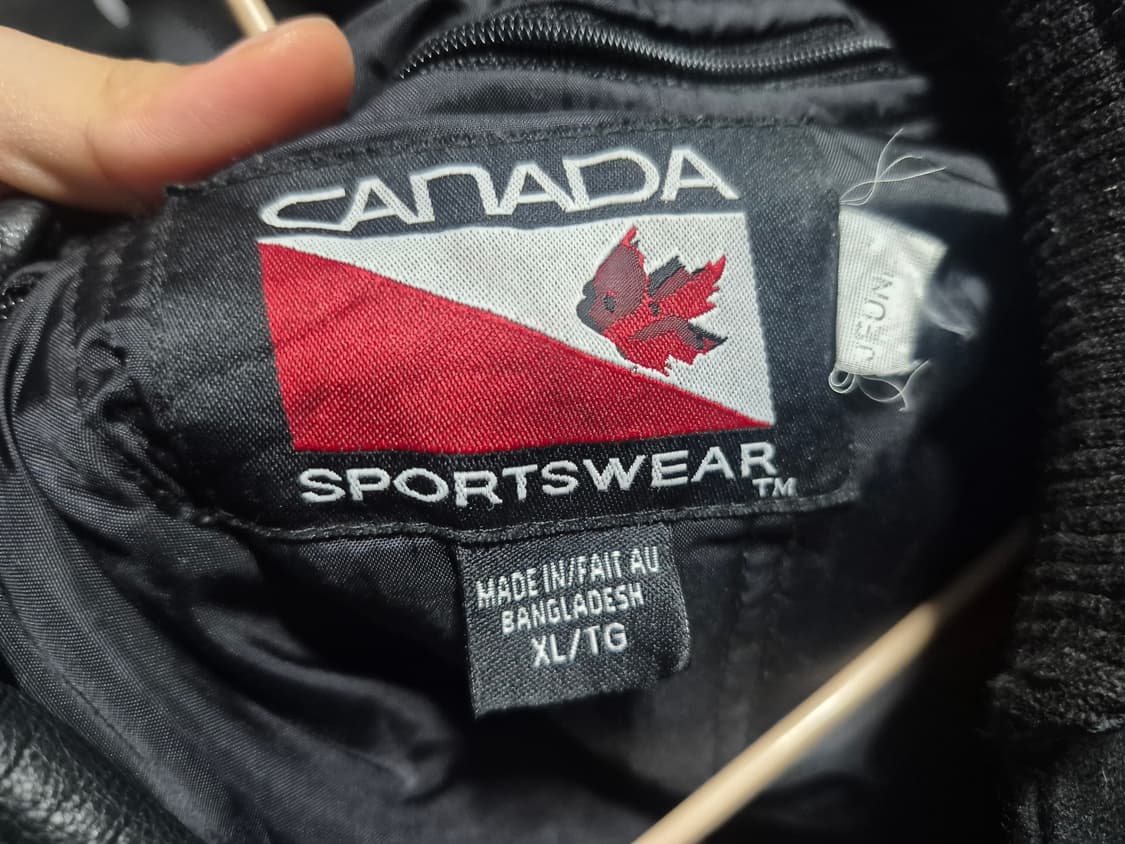 CANADA
SPORTSWEAR
TM
MADE IN/FAIT AU
BANGLADESH
XL/TG